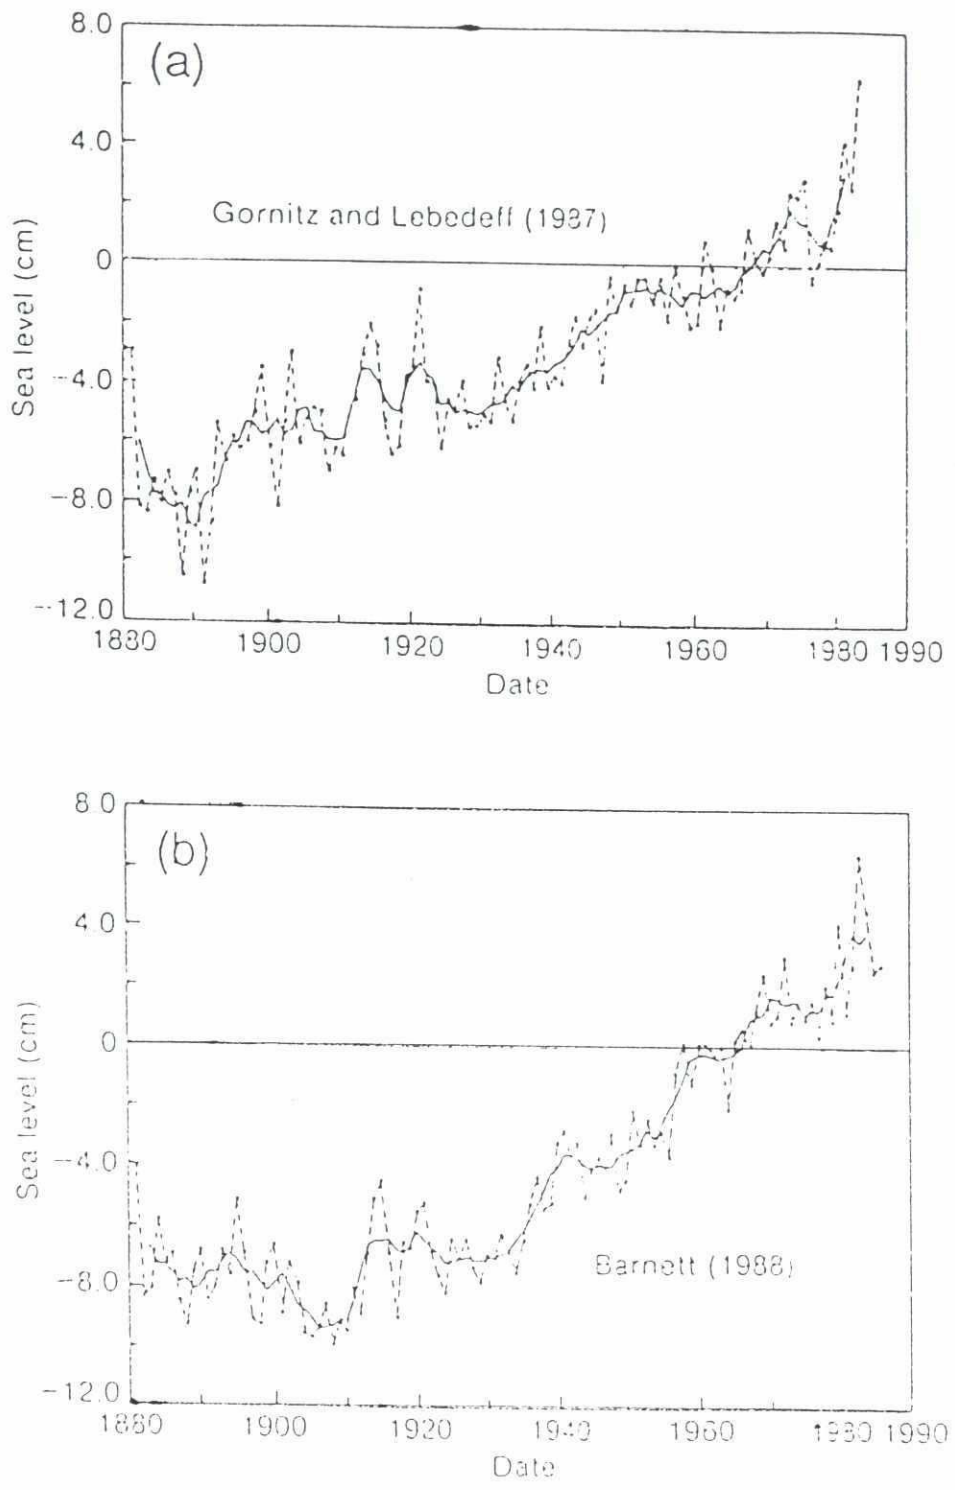 8.0
(a)
4.0
Gornitz and Lebedeff (1987)
0
Sea level (cm)
-4.0
-8.0
-12.0
1880 1900 1920 1940 1960 1980 1990
Date
8.0
(b)
4.0
0
Sea level (cm)
-4.0
Barnett (1988)
-8.0
-12.0
1880 1900 1920 1940 1960 1980 1990
Date